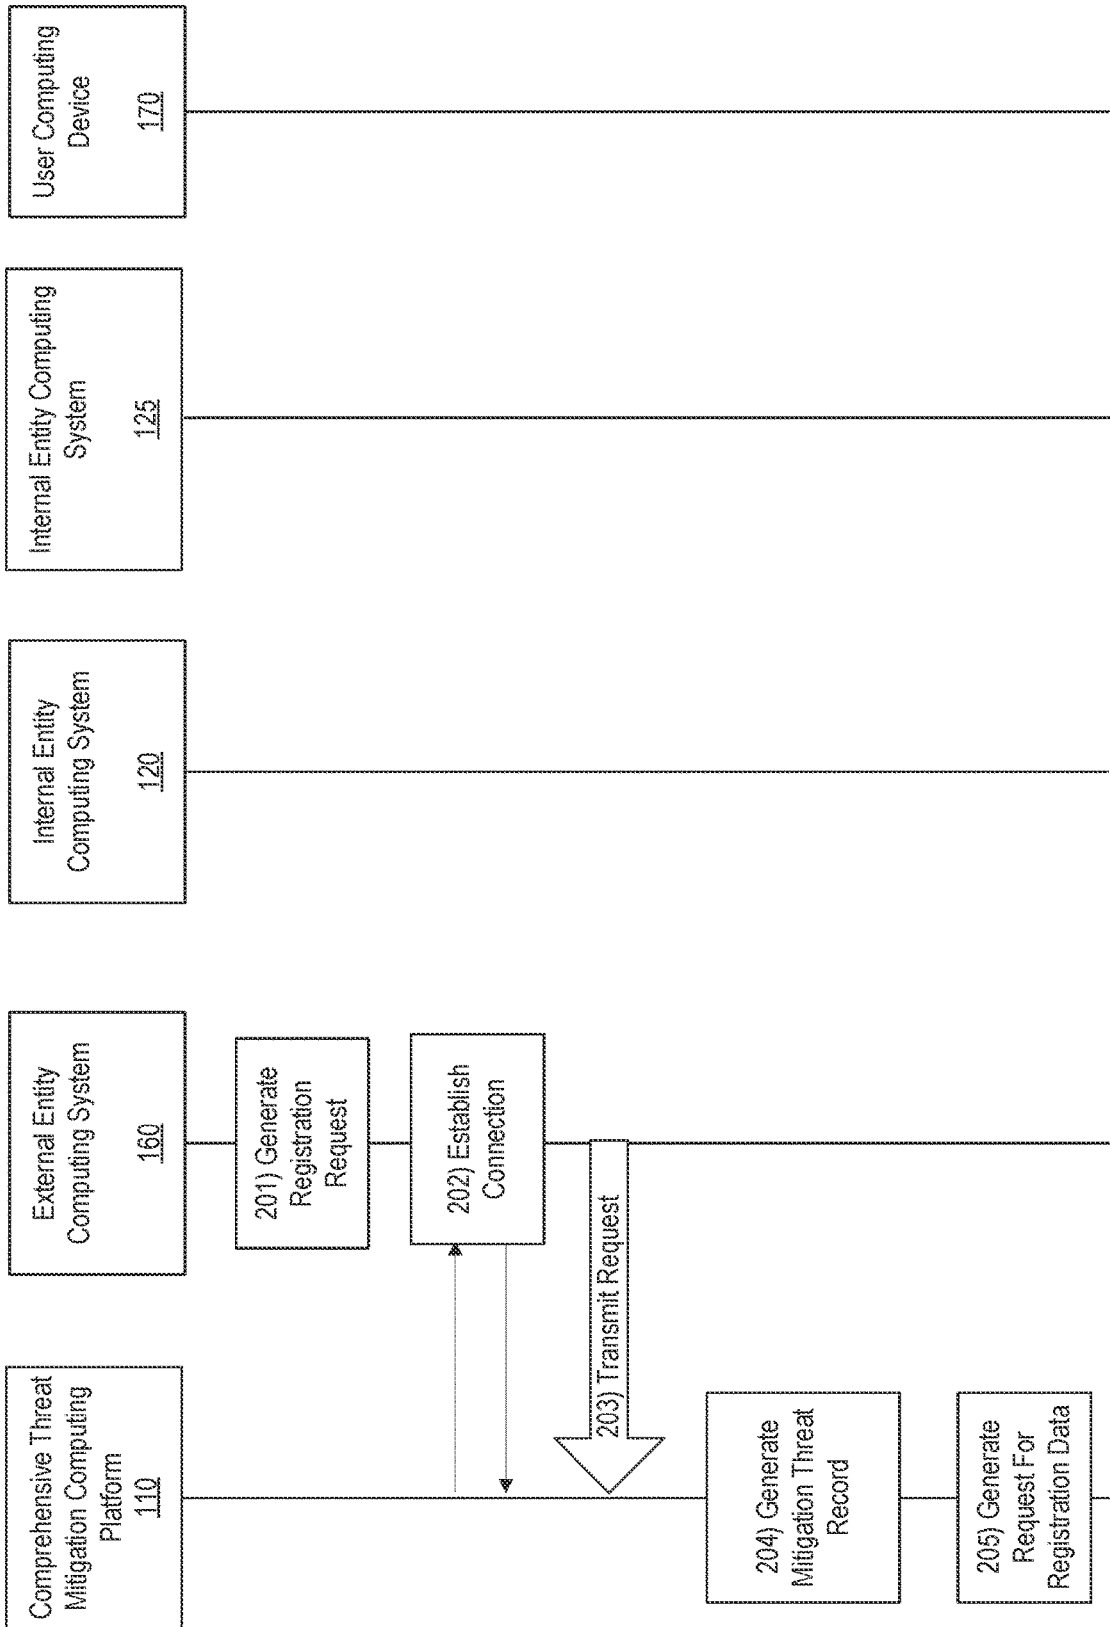 Comprehensive Threat
Mitigation Computing
Platform
110
External Entity
Computing System
160
Internal Entity
Computing System
120
Internal Entity Computing
System
125
User Computing
Device
170
201) Generate
Registration
Request
202) Establish
Connection
203) Transmit Request
204) Generate
Mitigation Threat
Record
205) Generate
Request For
Registration Data